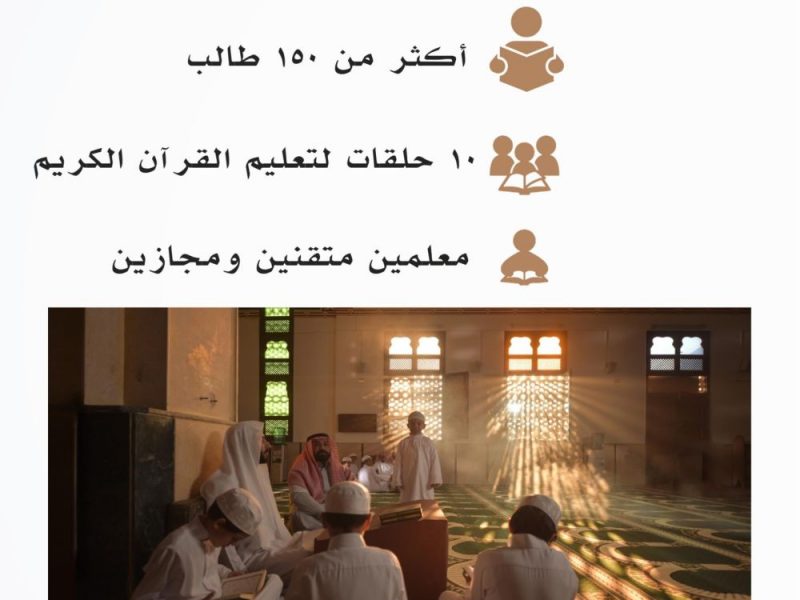 أكثر من ١٥٠ طالب
١٠ حلقات لتعليم القرآن الكريم
معلمين متقنين ومجازين